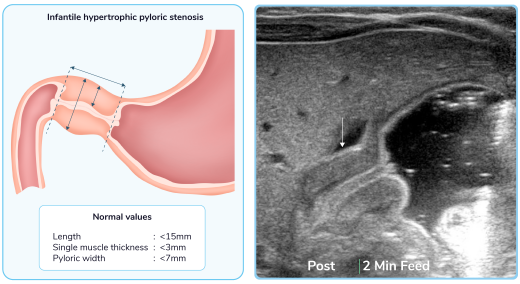 Infantile hypertrophic pyloric stenosis
Normal values
Length : <15mm
Single muscle thickness : <3mm
Pyloric width : <7mm
Post 2 Min Feed